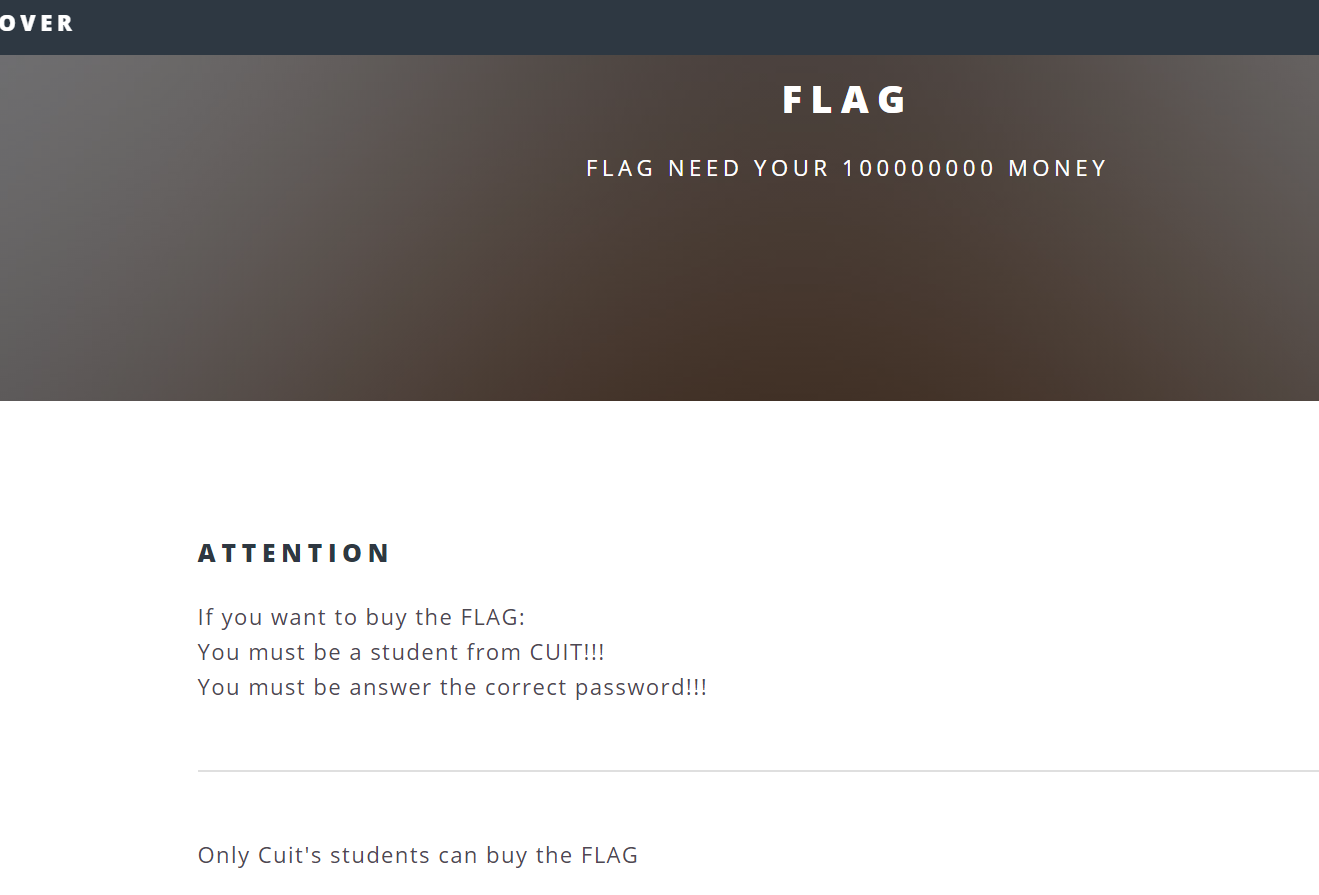 OVER
FLAG
FLAG NEED YOUR 100000000 MONEY
ATTENTION
If you want to buy the FLAG:
You must be a student from CUIT!!!
You must be answer the correct password!!!
Only Cuit's students can buy the FLAG